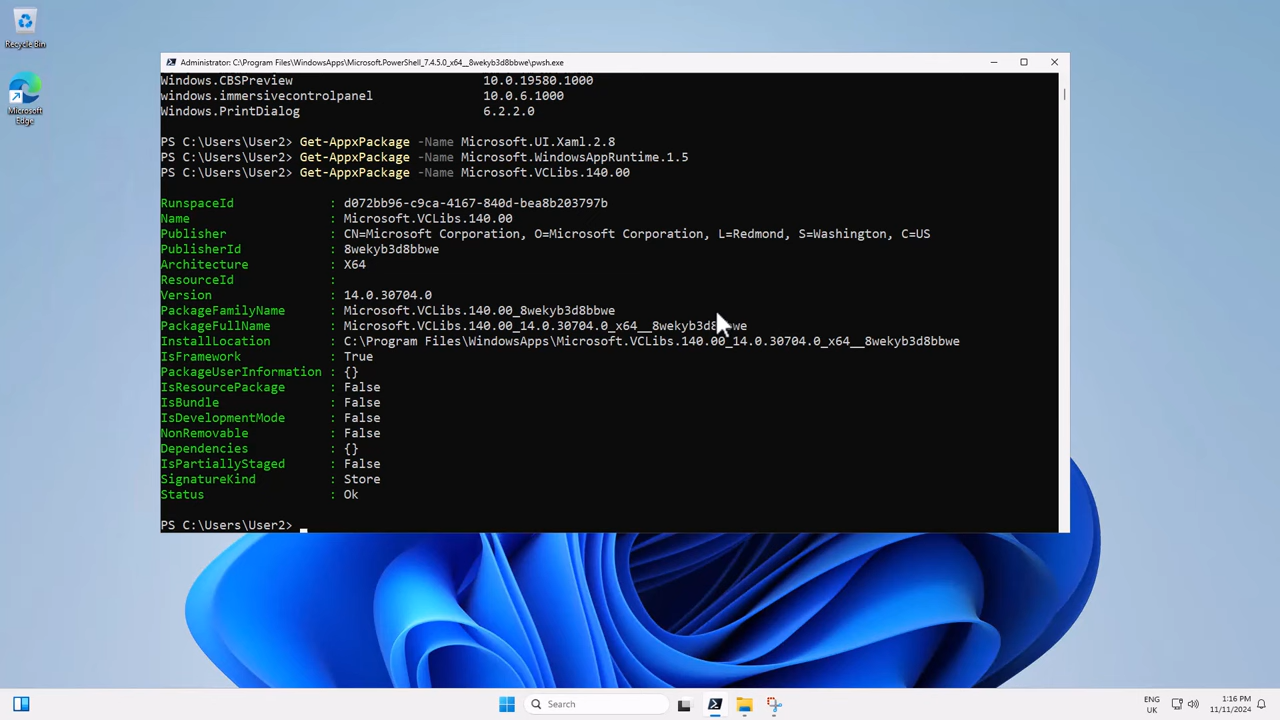 Recycle Bin
Microsoft
Edge
Administrator: C:\Program Files\WindowsApps\Microsoft.PowerShell_7.4.5.0_x64__8wekyb3d8bbwe\pwsh.exe
Windows.CBSPreview 10.0.19580.1000
windows.immersivecontrolpanel 10.0.6.1000
Windows.PrintDialog 6.2.2.0
PS C:\Users\User2> Get-AppxPackage -Name Microsoft.UI.Xaml.2.8
PS C:\Users\User2> Get-AppxPackage -Name Microsoft.WindowsAppRuntime.1.5
PS C:\Users\User2> Get-AppxPackage -Name Microsoft.VCLibs.140.00
RunspaceId : d072bb96-c9ca-4167-840d-bea8b203797b
Name : Microsoft.VCLibs.140.00
Publisher : CN=Microsoft Corporation, O=Microsoft Corporation, L=Redmond, S=Washington, C=US
PublisherId : 8wekyb3d8bbwe
Architecture : X64
ResourceId :
Version : 14.0.30704.0
PackageFamilyName : Microsoft.VCLibs.140.00_8wekyb3d8bbwe
PackageFullName : Microsoft.VCLibs.140.00_14.0.30704.0_x64__8wekyb3d8bbwe
InstallLocation : C:\Program Files\WindowsApps\Microsoft.VCLibs.140.00_14.0.30704.0_x64__8wekyb3d8bbwe
IsFramework : True
PackageUserInformation : {}
IsResourcePackage : False
IsBundle : False
IsDevelopmentMode : False
NonRemovable : False
Dependencies : {}
IsPartiallyStaged : False
SignatureKind : Store
Status : Ok
PS C:\Users\User2>
Search
ENG
UK
1:16 PM
11/11/2024